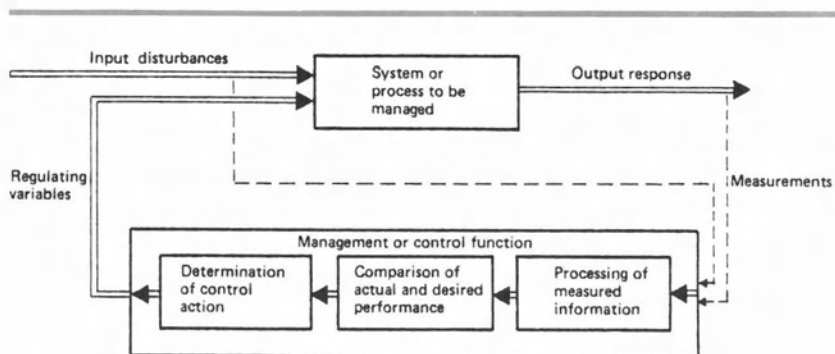 Input disturbances
System or
process to be
managed
Output response
Regulating
variables
Measurements
Management or control function
Determination
of control
action
Comparison of
actual and desired
performance
Processing of
measured
information